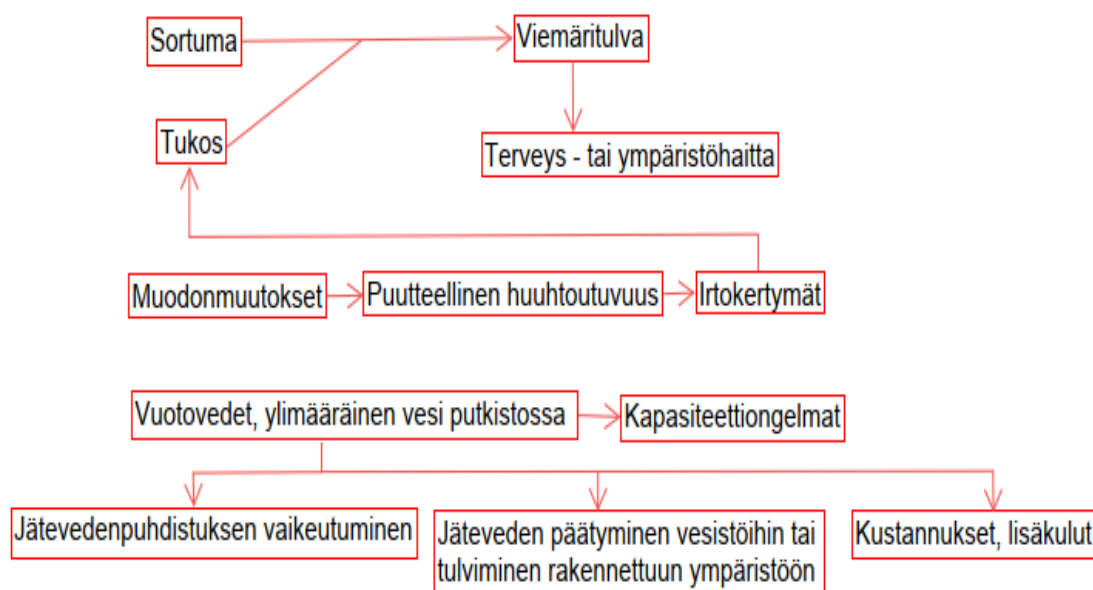 Sortuma
Viemäritulva
Tukos
Terveys - tai ympäristöhaitta
Muodonmuutokset
Puutteellinen huuhtoutuvuus
Irtokertymät
Vuotovedet, ylimääräinen vesi putkistossa
Kapasiteettiongelmat
Jätevedenpuhdistuksen vaikeutuminen
Jäteveden päätyminen vesistöihin tai
tulviminen rakennettuun ympäristöön
Kustannukset, lisäkulut